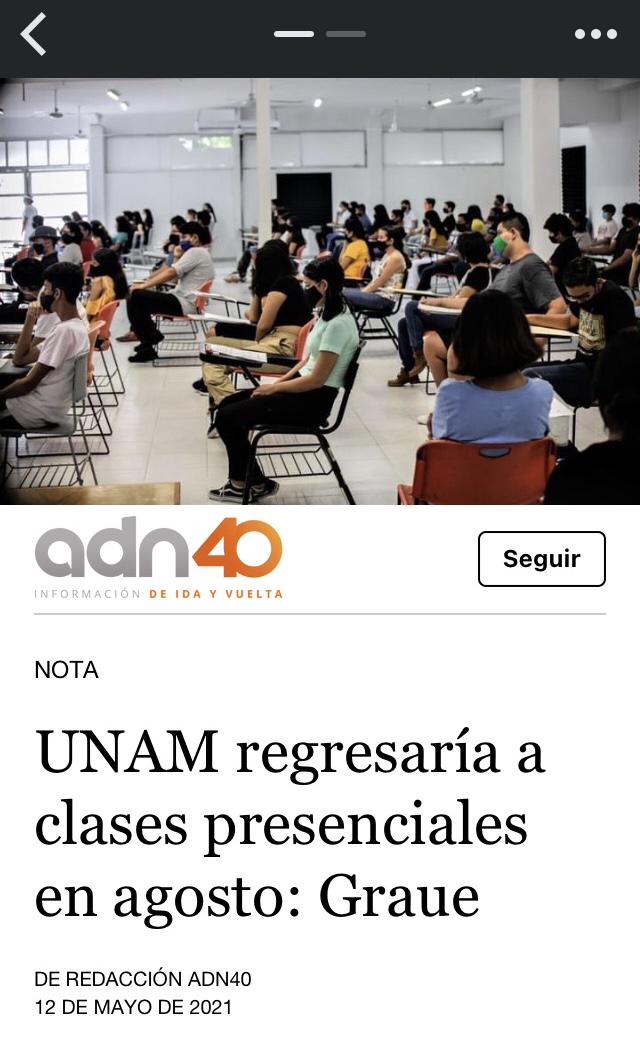 adn40
INFORMACIÓN DE IDA Y VUELTA
Seguir
NOTA
UNAM regresaría a
clases presenciales
en agosto: Graue
DE REDACCIÓN ADN40
12 DE MAYO DE 2021